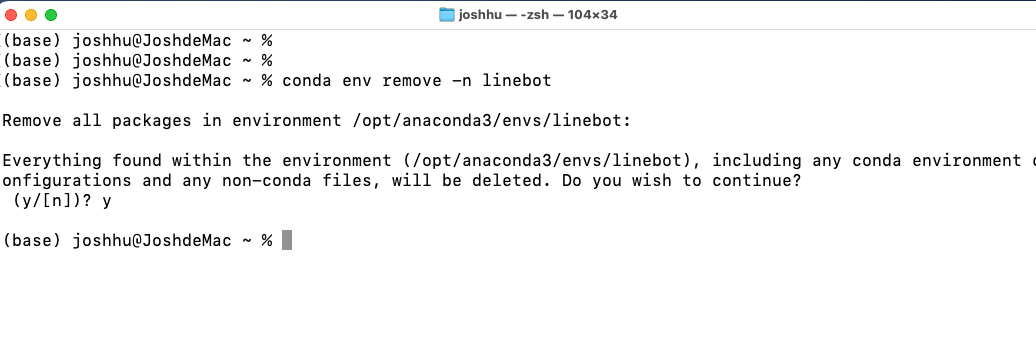 joshhu — -zsh — 104×34
(base) joshhu@JoshdeMac ~ %
(base) joshhu@JoshdeMac ~ %
(base) joshhu@JoshdeMac ~ % conda env remove -n linebot
Remove all packages in environment /opt/anaconda3/envs/linebot:
Everything found within the environment (/opt/anaconda3/envs/linebot), including any conda environment c
onfigurations and any non-conda files, will be deleted. Do you wish to continue?
(y/[n])? y
(base) joshhu@JoshdeMac ~ %